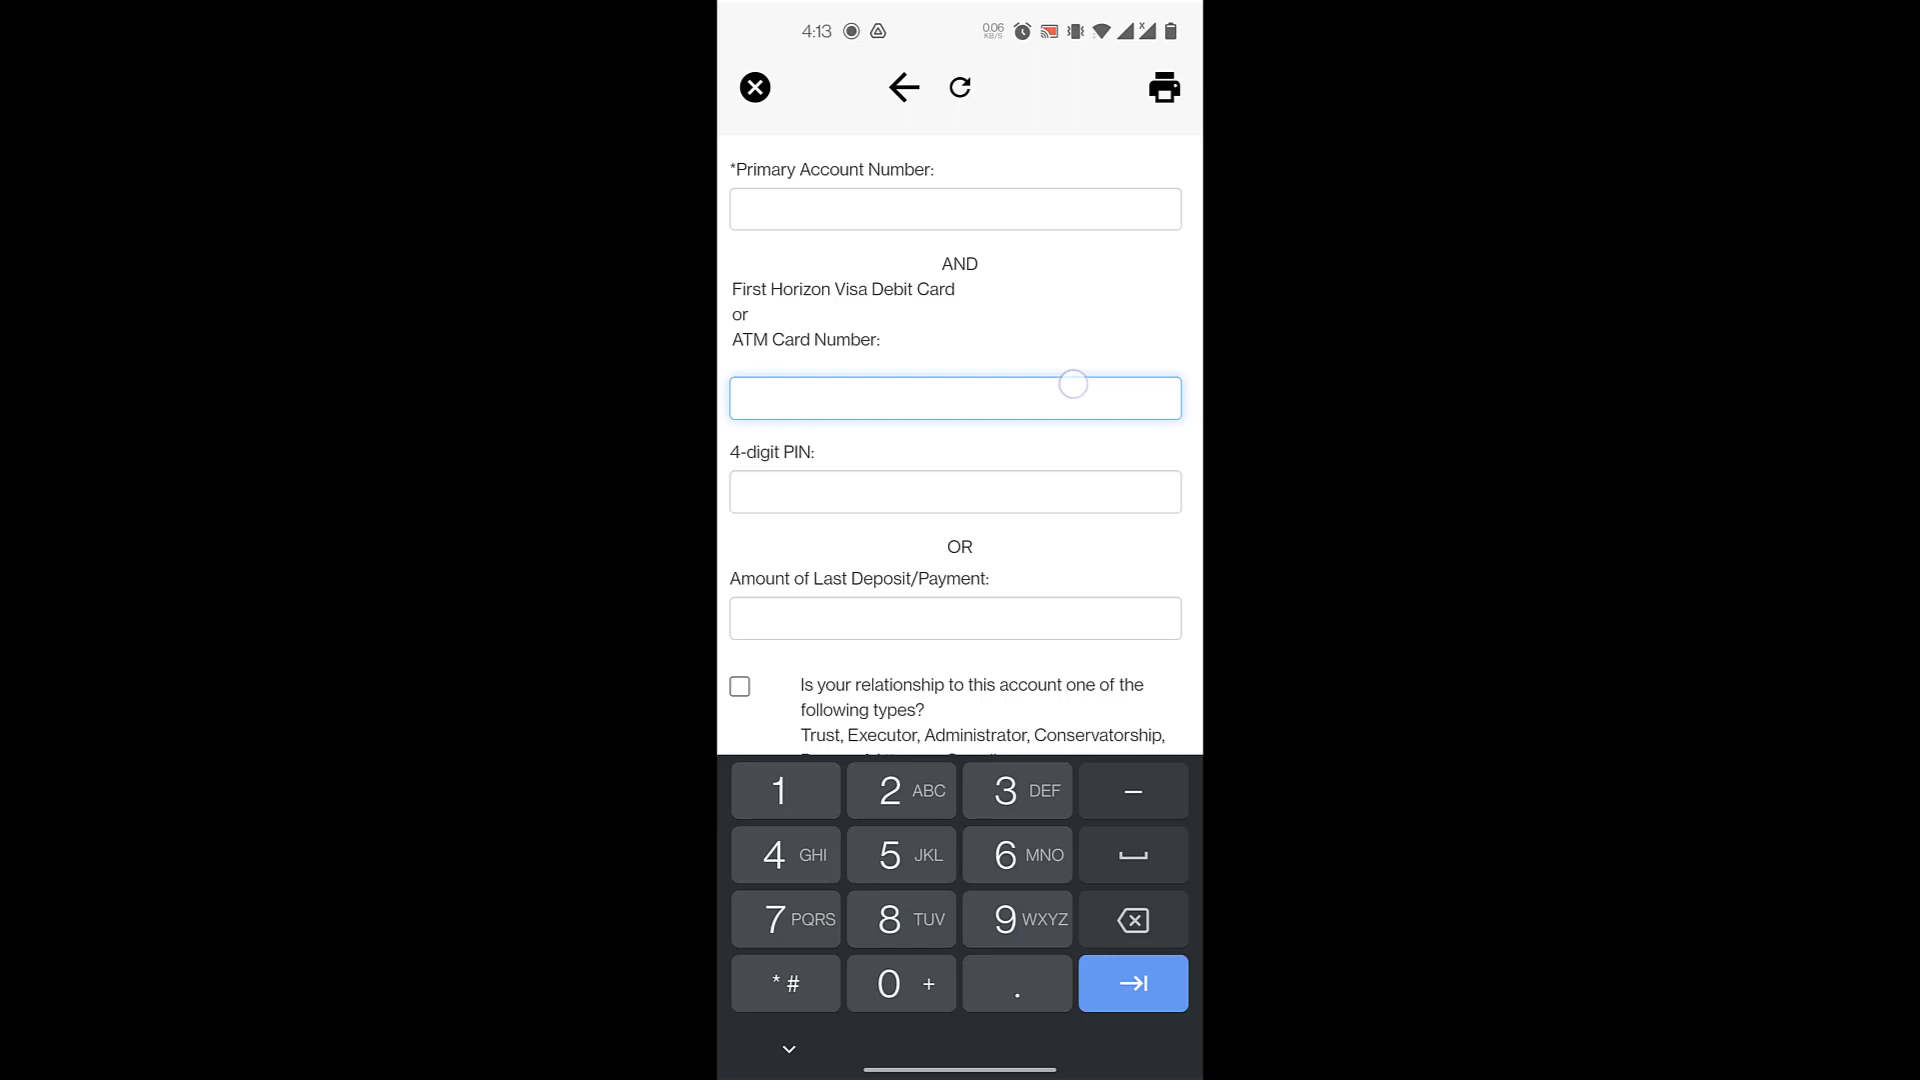 4:13
0.06
KB/S
*Primary Account Number:
AND
First Horizon Visa Debit Card
or
ATM Card Number:
4-digit PIN:
OR
Amount of Last Deposit/Payment:
Is your relationship to this account one of the
following types?
Trust, Executor, Administrator, Conservatorship,
1 2 ABC 3 DEF –
4 GHI 5 JKL 6 MNO
7 PQRS 8 TUV 9 WXYZ
* # 0 + .